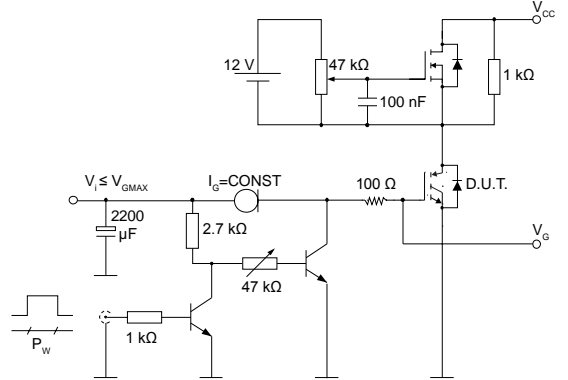 V_CC
12 V
47 kΩ
1 kΩ
100 nF
V_i ≤ V_GMAX
I_G=CONST
100 Ω
D.U.T.
2200
μF
2.7 kΩ
V_G
47 kΩ
1 kΩ
P_W